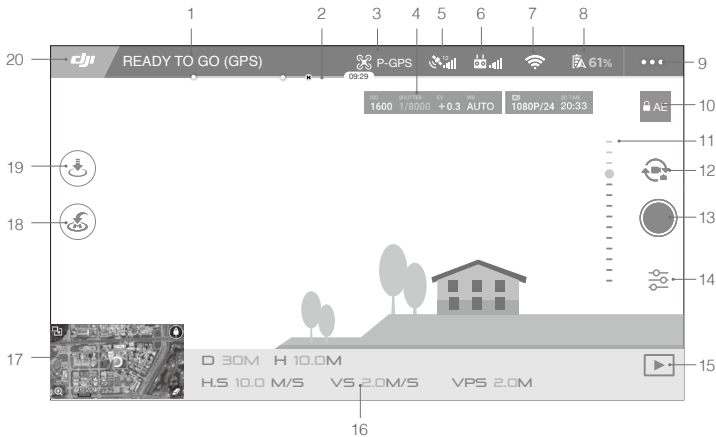 1 2 3 4 5 6 7 8
20 dji READY TO GO (GPS) P-GPS 12 61% 9
H 09:29
ISO SHUTTER EV WB SD TIME
1600 1/8000 +0.3 AUTO 1080P/24 20:33 AE 10
11
19 12
18 13
14
17 D 30M H 10.0M 15
H.S 10.0 M/S VS 2.0M/S VPS 2.0M
16